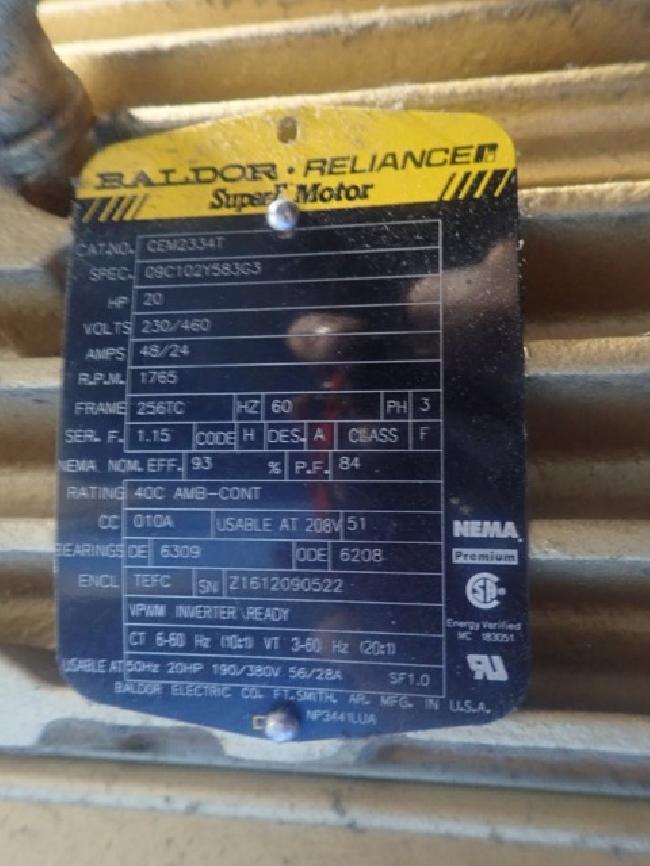 BALDOR • RELIANCE
Super-E Motor
CAT.NO. CEM2334T
SPEC. 09C102Y583G3
HP 20
VOLTS 230/460
AMPS 48/24
R.P.M. 1765
FRAME 256TC HZ 60 PH 3
SER. F. 1.15 CODE H DES. A CLASS F
NEMA NOM. EFF. 93 % P.F. 84
RATING 40C AMB-CONT
CC 010A USABLE AT 208V 51
BEARINGS DE 6309 ODE 6208
ENCL TEFC SN Z1612090522
VPWM INVERTER READY
CT 6-60 Hz (10:1) VT 3-60 Hz (20:1)
USABLE AT 50Hz 20HP 190/380V 56/28A SF1.0
BALDOR ELECTRIC CO. FT.SMITH, AR. MFG. IN U.S.A.
NP3441LUA
NEMA
Premium
Energy Verified
MC 183051